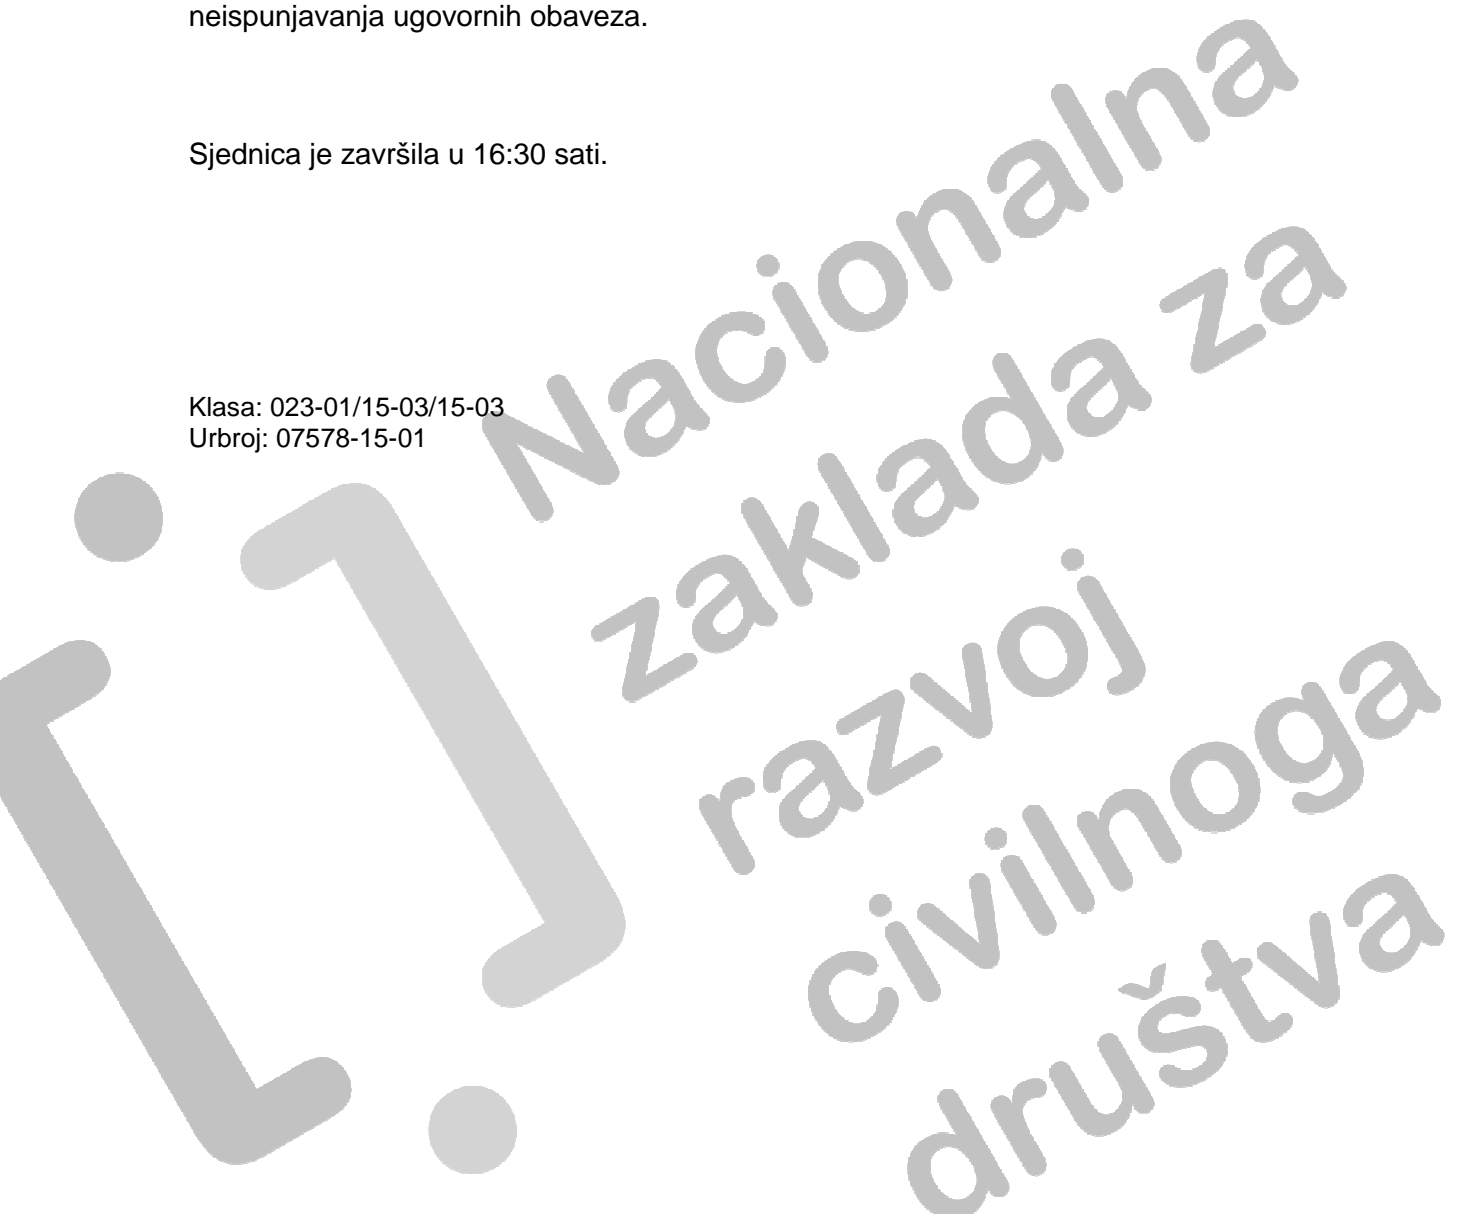 neispunjavanja ugovornih obaveza.
Sjednica je završila u 16:30 sati.
Klasa: 023-01/15-03/15-03
Urbroj: 07578-15-01
Nacionalna
zaklada za
razvoj
civilnoga
društva